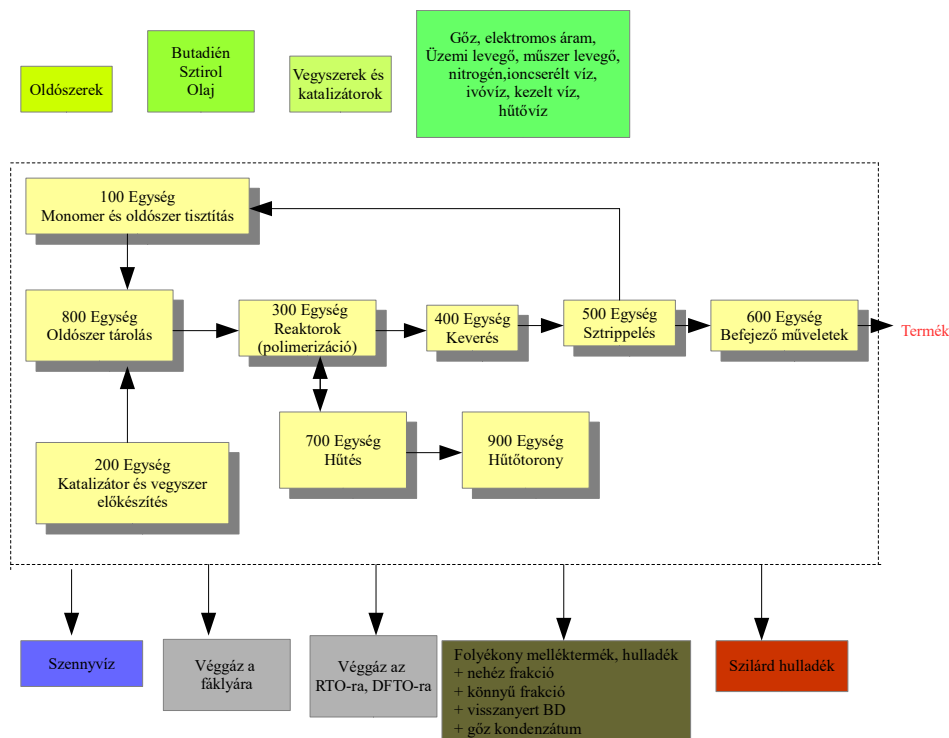 Oldószerek
Butadién
Sztirol
Olaj
Vegyszerek és
katalizátorok
Gőz, elektromos áram,
Üzemi levegő, műszer levegő,
nitrogén,ioncserélt víz,
ivóvíz, kezelt víz,
hűtővíz
100 Egység
Monomer és oldószer tisztítás
800 Egység
Oldószer tárolás
300 Egység
Reaktorok
(polimerizáció)
400 Egység
Keverés
500 Egység
Sztrippelés
600 Egység
Befejező műveletek
Termék
200 Egység
Katalizátor és vegyszer
előkészítés
700 Egység
Hűtés
900 Egység
Hűtőtorony
Szennyvíz
Véggáz a
fáklyára
Véggáz az
RTO-ra, DFTO-ra
Folyékony melléktermék, hulladék
+ nehéz frakció
+ könnyű frakció
+ visszanyert BD
+ gőz kondenzátum
Szilárd hulladék